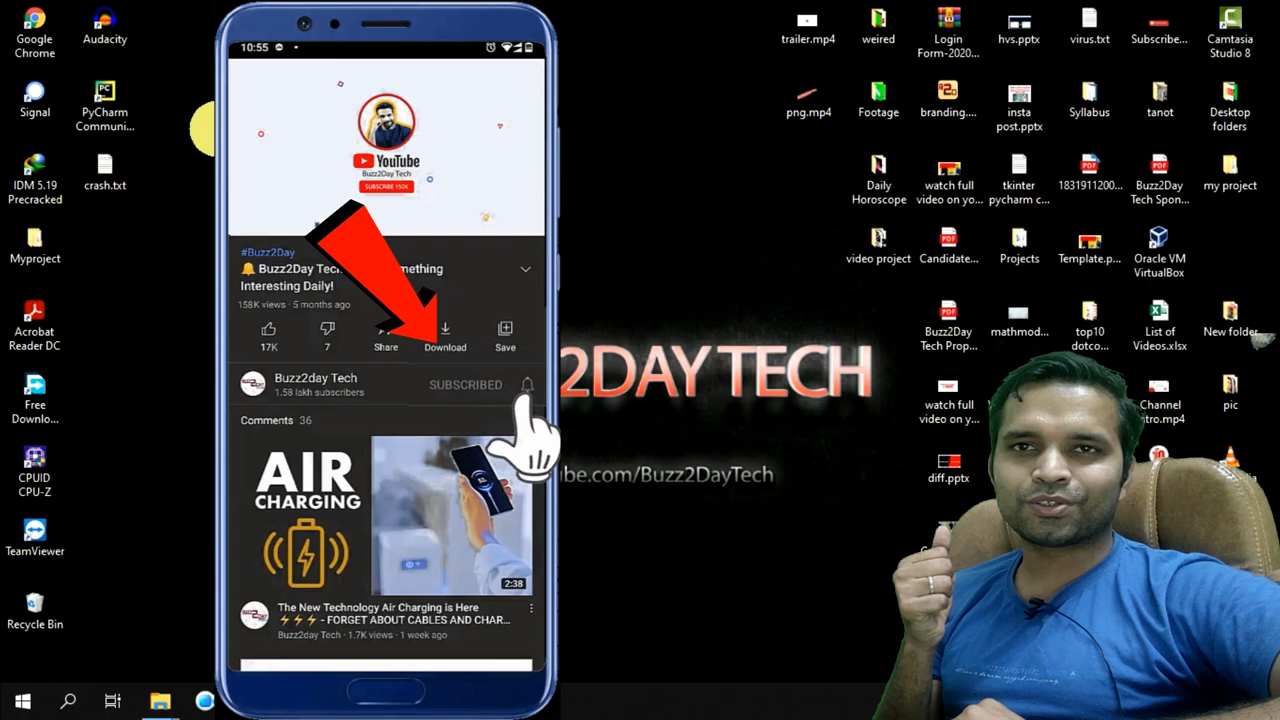 Google
Chrome
Audacity
Signal
PC
PyCharm
Communi...
IDM 5.19
Precracked
crash.txt
Myproject
Acrobat
Reader DC
Free
Downlo...
CPUID
CPU-Z
TeamViewer
Recycle Bin
10:55
YouTube
Buzz2Day Tech
SUBSCRIBE 150K
#Buzz2Day
Buzz2Day Tec
mething
Interesting Daily!
158K views · 5 months ago
17K
7
Share
Download
Save
Buzz2day Tech
1.58 lakh subscribers
SUBSCRIBED
Comments 36
AIR
CHARGING
2:38
The New Technology Air Charging is Here
⚡⚡⚡ - FORGET ABOUT CABLES AND CHAR...
Buzz2day Tech · 1.7K views · 1 week ago
2DAY TECH
be.com/Buzz2DayTech
trailer.mp4
weired
Login
Form-2020...
hvs.pptx
virus.txt
Subscribe...
Camtasia
Studio 8
png.mp4
Footage
branding....
insta
post.pptx
Syllabus
tanot
Desktop
folders
Daily
Horoscope
watch full
video on yo...
tkinter
pycharm c...
1831911200...
Buzz2Day
Tech Spon...
my project
video project
Candidate...
Projects
Template.p...
Oracle VM
VirtualBox
Buzz2Day
Tech Prop...
mathmod...
top10
dotco...
List of
Videos.xlsx
New folder
watch full
video on y
Channel
ntro.mp4
pic
diff.pptx